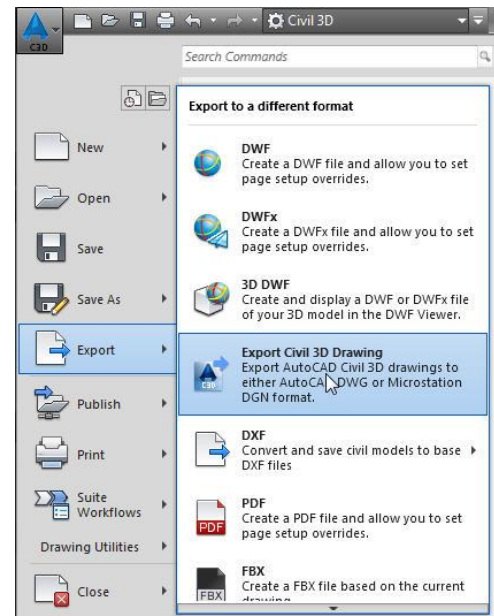 Civil 3D
C3D
Search Commands
Export to a different format
New
Open
Save
Save As
Export
Publish
Print
Suite
Workflows
Drawing Utilities
Close
DWF
Create a DWF file and allow you to set
page setup overrides.
DWFx
Create a DWFx file and allow you to set
page setup overrides.
3D DWF
Create and display a DWF or DWFx file
of your 3D model in the DWF Viewer.
C3D
Export Civil 3D Drawing
Export AutoCAD Civil 3D drawings to
either AutoCAD DWG or Microstation
DGN format.
DXF
Convert and save civil models to base
DXF files
PDF
PDF
Create a PDF file and allow you to set
page setup overrides.
FBX
FBX
Create a FBX file based on the current
drawing